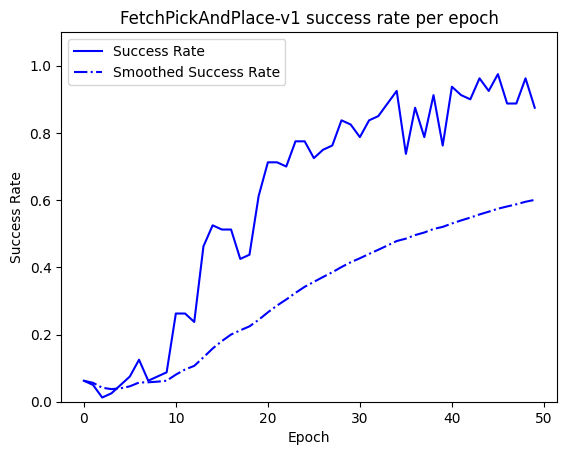 FetchPickAndPlace-v1 success rate per epoch
Success Rate
Smoothed Success Rate
1.0
0.8
0.6
0.4
0.2
0.0
Success Rate
0 10 20 30 40 50
Epoch